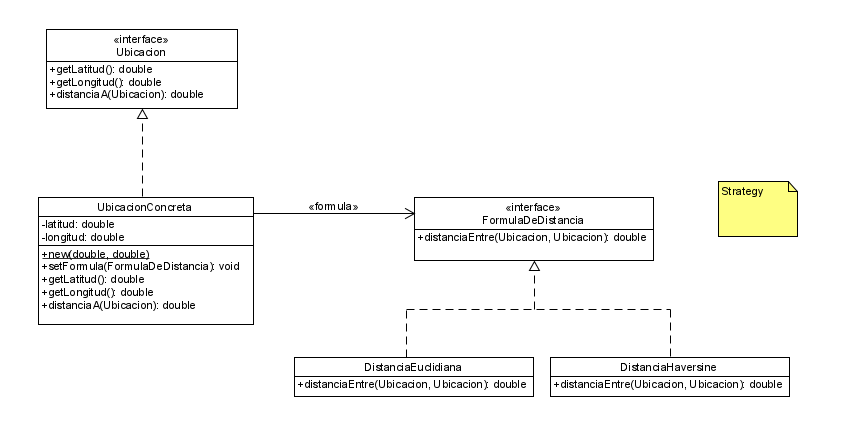 «interface»
Ubicacion
+getLatitud(): double
+getLongitud(): double
+distanciaA(Ubicacion): double
UbicacionConcreta
-latitud: double
-longitud: double
+new(double, double)
+setFormula(FormulaDeDistancia): void
+getLatitud(): double
+getLongitud(): double
+distanciaA(Ubicacion): double
«formula»
«interface»
FormulaDeDistancia
+distanciaEntre(Ubicacion, Ubicacion): double
Strategy
DistanciaEuclidiana
+distanciaEntre(Ubicacion, Ubicacion): double
DistanciaHaversine
+distanciaEntre(Ubicacion, Ubicacion): double